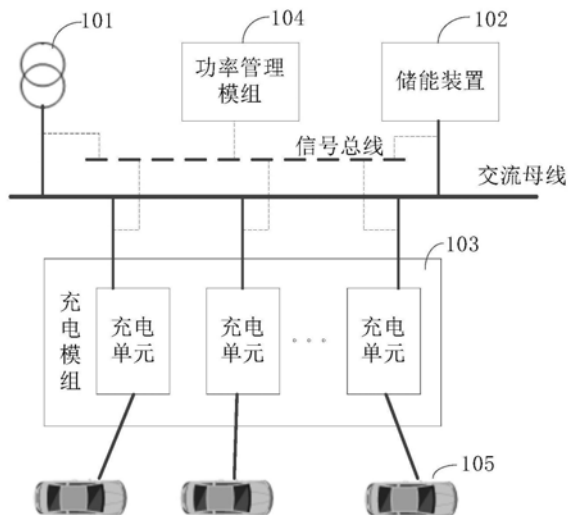 101
104
102
功率管理
模组
储能装置
信号总线
交流母线
103
充电模组
充电
单元
充电
单元
...
充电
单元
105